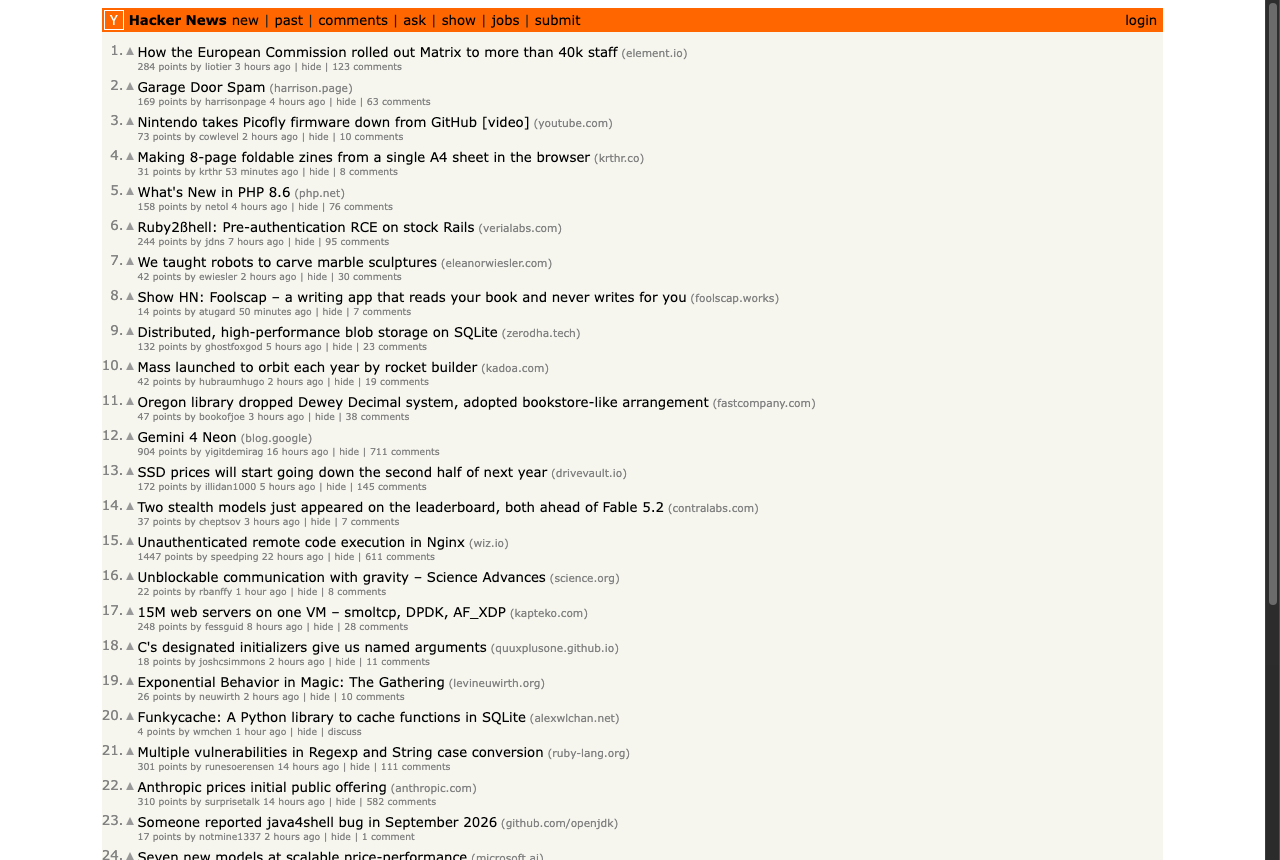 Y Hacker News new | past | comments | ask | show | jobs | submit login
1. ▲ How the European Commission rolled out Matrix to more than 40k staff (element.io)
284 points by liotier 3 hours ago | hide | 123 comments
2. ▲ Garage Door Spam (harrison.page)
169 points by harrisonpage 4 hours ago | hide | 63 comments
3. ▲ Nintendo takes Picofly firmware down from GitHub [video] (youtube.com)
73 points by cowlevel 2 hours ago | hide | 10 comments
4. ▲ Making 8-page foldable zines from a single A4 sheet in the browser (krthr.co)
31 points by krthr 53 minutes ago | hide | 8 comments
5. ▲ What's New in PHP 8.6 (php.net)
158 points by netol 4 hours ago | hide | 76 comments
6. ▲ Ruby2ßhell: Pre-authentication RCE on stock Rails (verialabs.com)
244 points by jdns 7 hours ago | hide | 95 comments
7. ▲ We taught robots to carve marble sculptures (eleanorwiesler.com)
42 points by ewiesler 2 hours ago | hide | 30 comments
8. ▲ Show HN: Foolscap – a writing app that reads your book and never writes for you (foolscap.works)
14 points by atugard 50 minutes ago | hide | 7 comments
9. ▲ Distributed, high-performance blob storage on SQLite (zerodha.tech)
132 points by ghostfoxgod 5 hours ago | hide | 23 comments
10. ▲ Mass launched to orbit each year by rocket builder (kadoa.com)
42 points by hubraumhugo 2 hours ago | hide | 19 comments
11. ▲ Oregon library dropped Dewey Decimal system, adopted bookstore-like arrangement (fastcompany.com)
47 points by bookofjoe 3 hours ago | hide | 38 comments
12. ▲ Gemini 4 Neon (blog.google)
904 points by yigitdemirag 16 hours ago | hide | 711 comments
13. ▲ SSD prices will start going down the second half of next year (drivevault.io)
172 points by illidan1000 5 hours ago | hide | 145 comments
14. ▲ Two stealth models just appeared on the leaderboard, both ahead of Fable 5.2 (contralabs.com)
37 points by cheptsov 3 hours ago | hide | 7 comments
15. ▲ Unauthenticated remote code execution in Nginx (wiz.io)
1447 points by speedping 22 hours ago | hide | 611 comments
16. ▲ Unblockable communication with gravity – Science Advances (science.org)
22 points by rbanffy 1 hour ago | hide | 8 comments
17. ▲ 15M web servers on one VM – smoltcp, DPDK, AF_XDP (kapteko.com)
248 points by fessguid 8 hours ago | hide | 28 comments
18. ▲ C's designated initializers give us named arguments (quuxplusone.github.io)
18 points by joshcsimmons 2 hours ago | hide | 11 comments
19. ▲ Exponential Behavior in Magic: The Gathering (levineuwirth.org)
26 points by neuwirth 2 hours ago | hide | 10 comments
20. ▲ Funkycache: A Python library to cache functions in SQLite (alexwlchan.net)
4 points by wmchen 1 hour ago | hide | discuss
21. ▲ Multiple vulnerabilities in Regexp and String case conversion (ruby-lang.org)
301 points by runesoerensen 14 hours ago | hide | 111 comments
22. ▲ Anthropic prices initial public offering (anthropic.com)
310 points by surprisetalk 14 hours ago | hide | 582 comments
23. ▲ Someone reported java4shell bug in September 2026 (github.com/openjdk)
17 points by notmine1337 2 hours ago | hide | 1 comment
24. ▲ Seven new models at scalable price-performance (microsoft.ai)